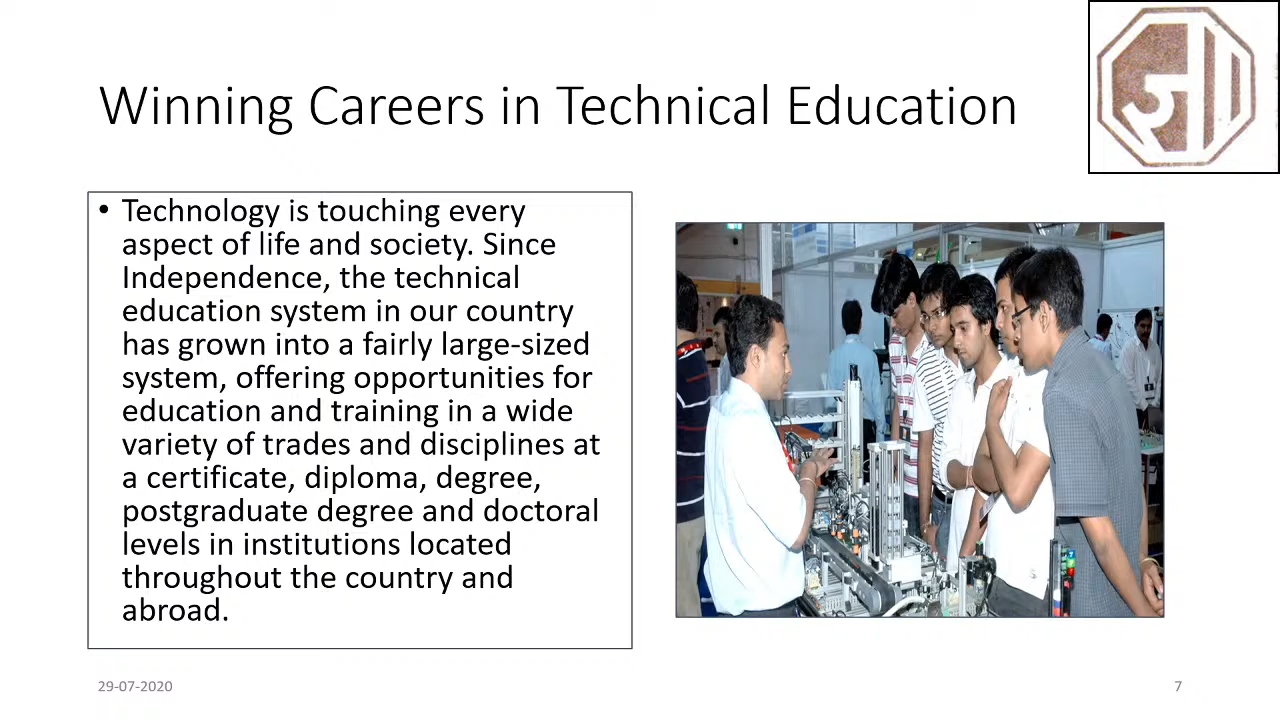 Winning Careers in Technical Education
• Technology is touching every
aspect of life and society. Since
Independence, the technical
education system in our country
has grown into a fairly large-sized
system, offering opportunities for
education and training in a wide
variety of trades and disciplines at
a certificate, diploma, degree,
postgraduate degree and doctoral
levels in institutions located
throughout the country and
abroad.
29-07-2020
7